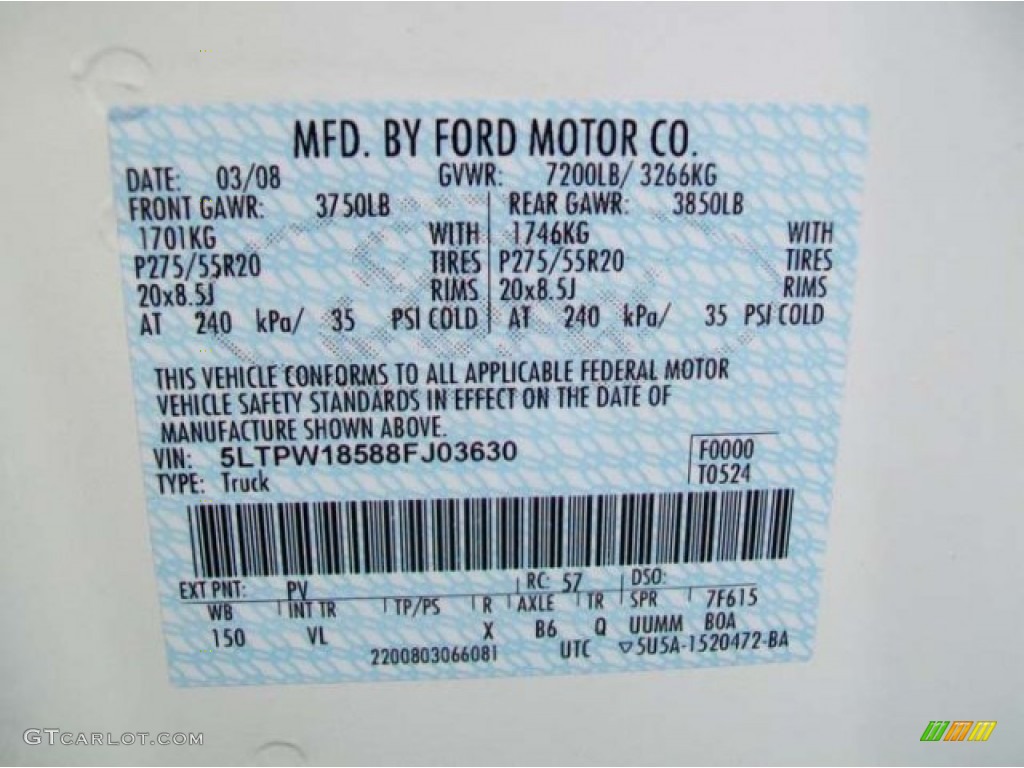 MFD. BY FORD MOTOR CO.
DATE: 03/08 GVWR: 7200LB/ 3266KG
FRONT GAWR: 3750LB REAR GAWR: 3850LB
1701KG WITH 1746KG WITH
P275/55R20 TIRES P275/55R20 TIRES
20x8.5J RIMS 20x8.5J RIMS
AT 240 kPa/ 35 PSI COLD AT 240 kPa/ 35 PSI COLD
THIS VEHICLE CONFORMS TO ALL APPLICABLE FEDERAL MOTOR
VEHICLE SAFETY STANDARDS IN EFFECT ON THE DATE OF
MANUFACTURE SHOWN ABOVE.
VIN: 5LTPW18588FJ03630 F0000
TYPE: Truck T0524
EXT PNT: PV RC: 57 DSO:
WB INT TR TP/PS R AXLE TR SPR 7F615
150 VL X B6 Q UUMM BOA
2200803066081 UTC ▽5U5A-1520472-BA
GTCARLOT.COM